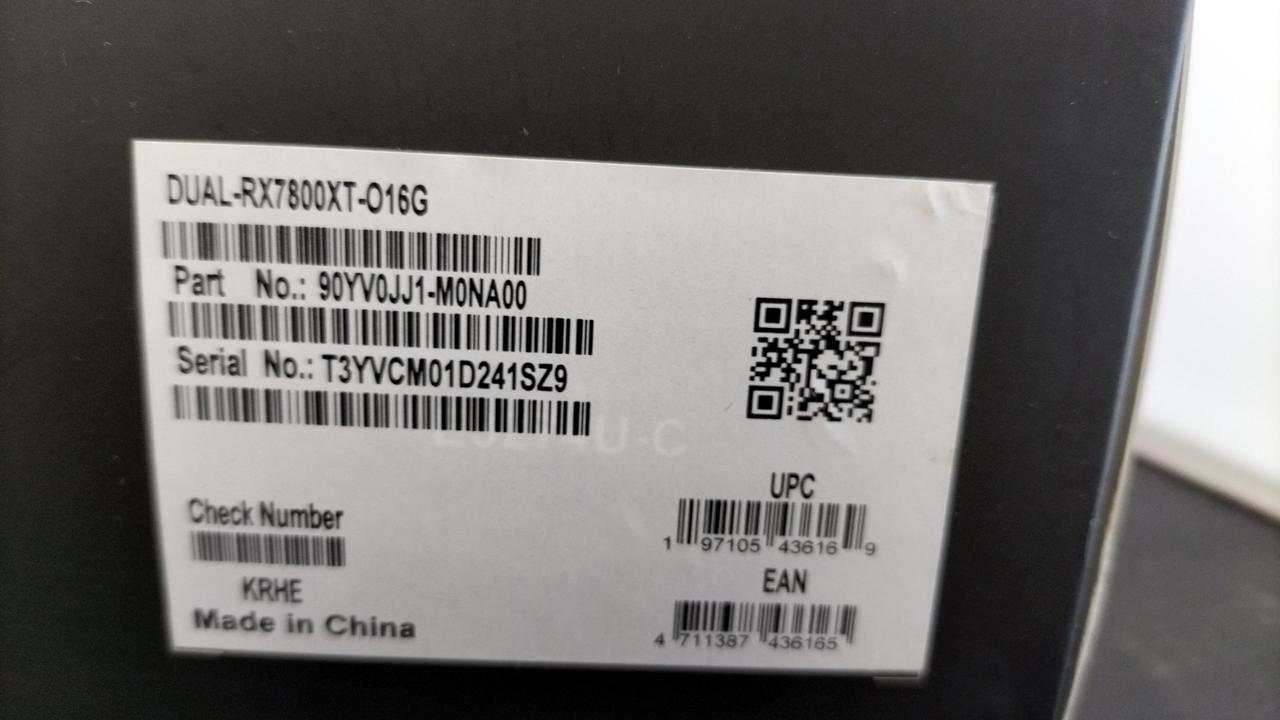 DUAL-RX7800XT-O16G
Part No.: 90YV0JJ1-M0NA00
Serial No.: T3YVCM01D241SZ9
Check Number
KRHE
Made in China
UPC
1 97105 43616 9
EAN
4 711387 436165